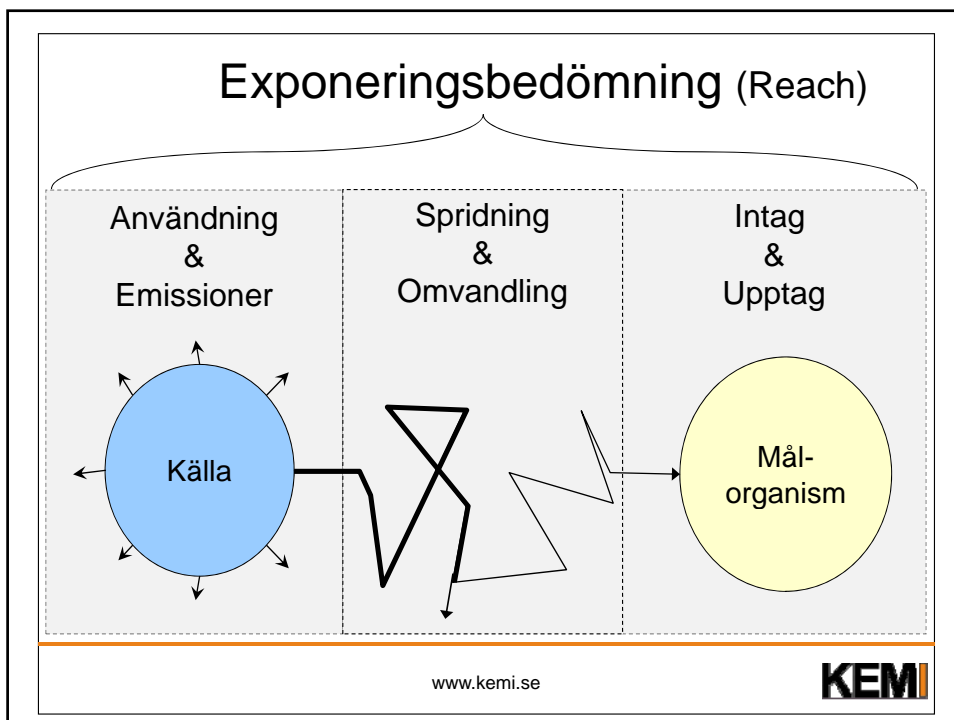 Exponeringsbedömning (Reach)
Användning
&
Emissioner
Spridning
&
Omvandling
Intag
&
Upptag
Källa
Mål-
organism
www.kemi.se
KEMI